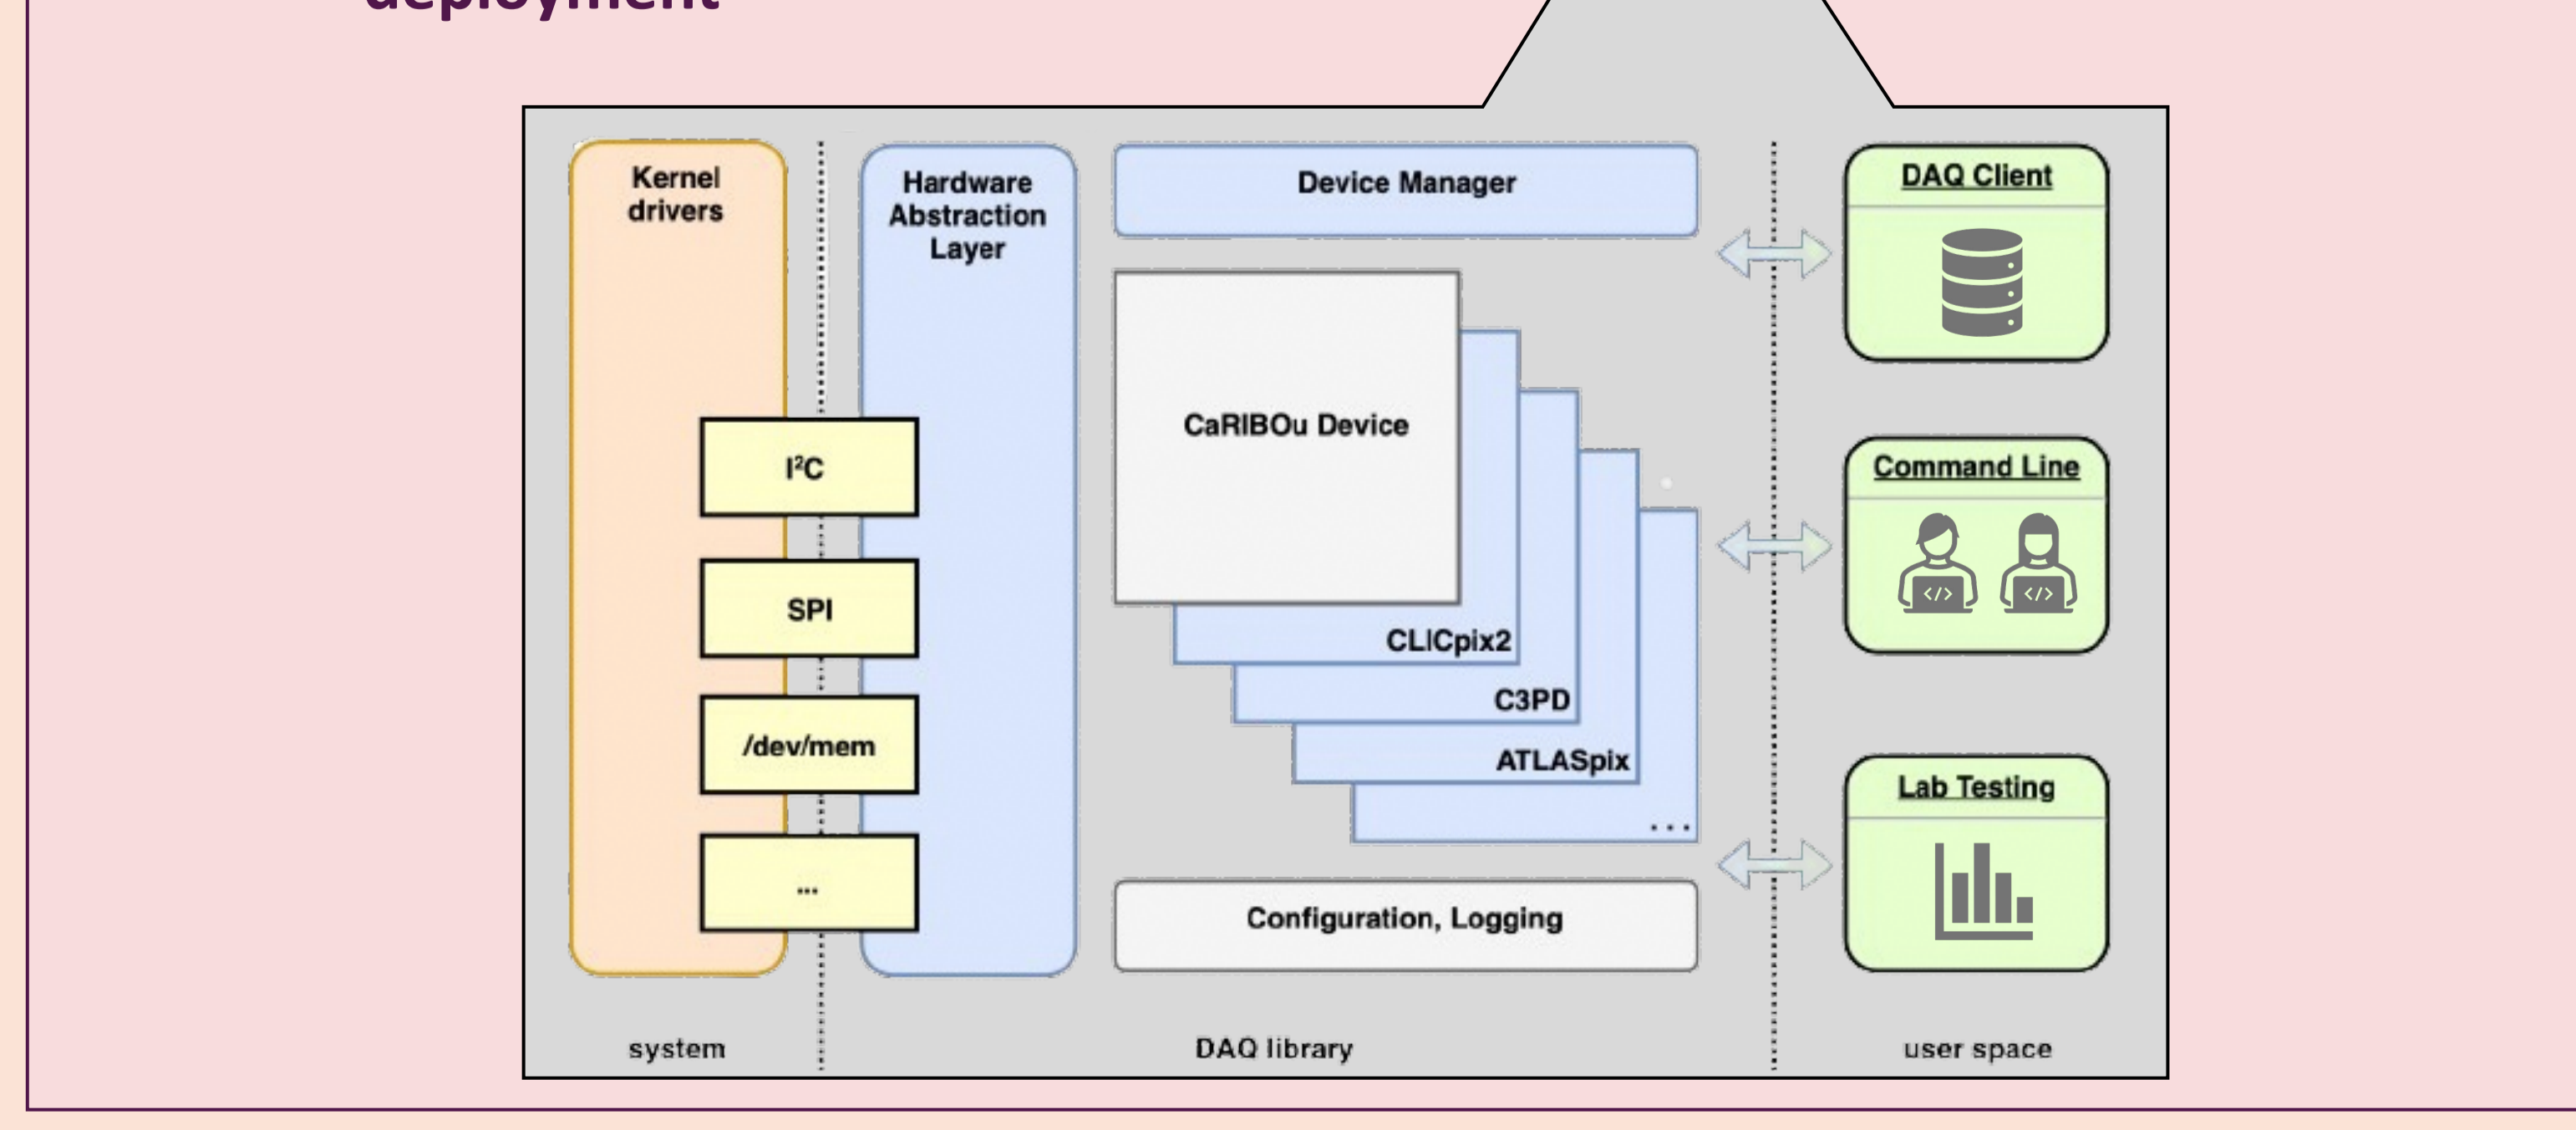 deployment
Kernel
drivers
Hardware
Abstraction
Layer
Device Manager
DAQ Client
CaRIBOu Device
I²C
SPI
/dev/mem
...
CLICpix2
C3PD
ATLASpix
...
Command Line
</>
</>
Lab Testing
Configuration, Logging
system
DAQ library
user space